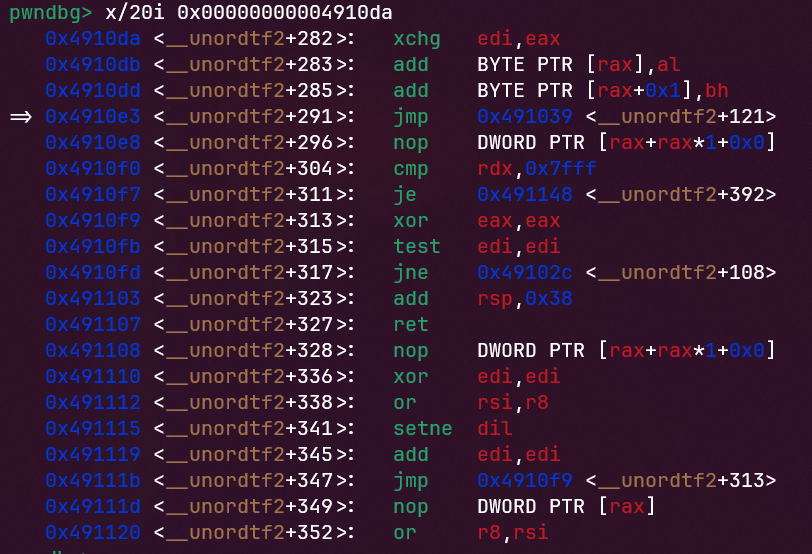 pwndbg> x/20i 0x00000000004910da
0x4910da <__unordtf2+282>: xchg edi,eax
0x4910db <__unordtf2+283>: add BYTE PTR [rax],al
0x4910dd <__unordtf2+285>: add BYTE PTR [rax+0x1],bh
=> 0x4910e3 <__unordtf2+291>: jmp 0x491039 <__unordtf2+121>
0x4910e8 <__unordtf2+296>: nop DWORD PTR [rax+rax*1+0x0]
0x4910f0 <__unordtf2+304>: cmp rdx,0x7fff
0x4910f7 <__unordtf2+311>: je 0x491148 <__unordtf2+392>
0x4910f9 <__unordtf2+313>: xor eax,eax
0x4910fb <__unordtf2+315>: test edi,edi
0x4910fd <__unordtf2+317>: jne 0x49102c <__unordtf2+108>
0x491103 <__unordtf2+323>: add rsp,0x38
0x491107 <__unordtf2+327>: ret
0x491108 <__unordtf2+328>: nop DWORD PTR [rax+rax*1+0x0]
0x491110 <__unordtf2+336>: xor edi,edi
0x491112 <__unordtf2+338>: or rsi,r8
0x491115 <__unordtf2+341>: setne dil
0x491119 <__unordtf2+345>: add edi,edi
0x49111b <__unordtf2+347>: jmp 0x4910f9 <__unordtf2+313>
0x49111d <__unordtf2+349>: nop DWORD PTR [rax]
0x491120 <__unordtf2+352>: or r8,rsi